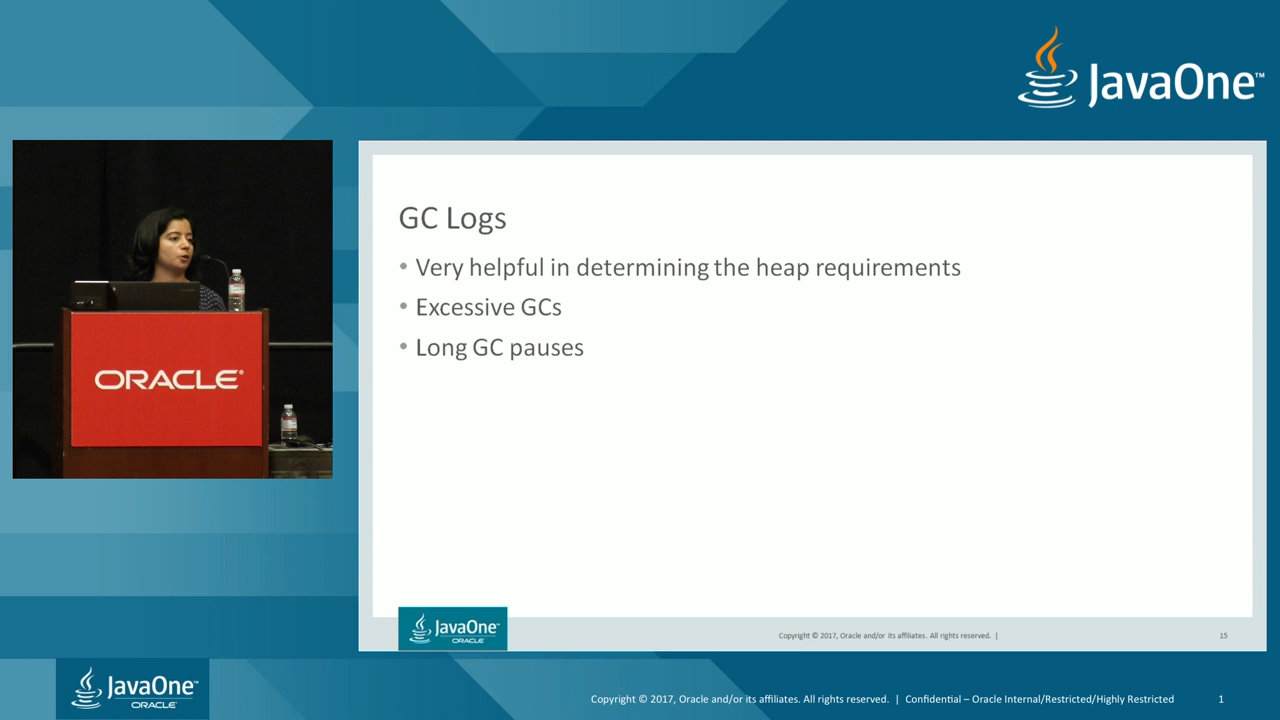 JavaOne™
GC Logs
• Very helpful in determining the heap requirements
• Excessive GCs
• Long GC pauses
ORACLE®
JavaOne™
ORACLE
Copyright © 2017, Oracle and/or its affiliates. All rights reserved. |
15
JavaOne™
ORACLE
Copyright © 2017, Oracle and/or its affiliates. All rights reserved. | Confidential – Oracle Internal/Restricted/Highly Restricted
1